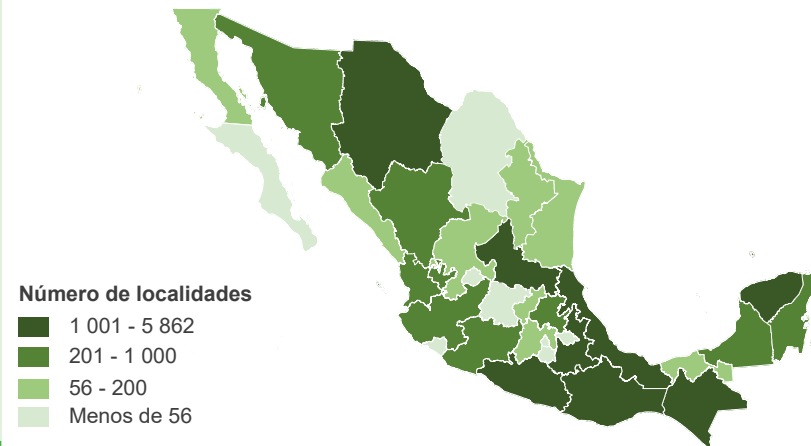 Número de localidades
1 001 - 5 862
201 - 1 000
56 - 200
Menos de 56